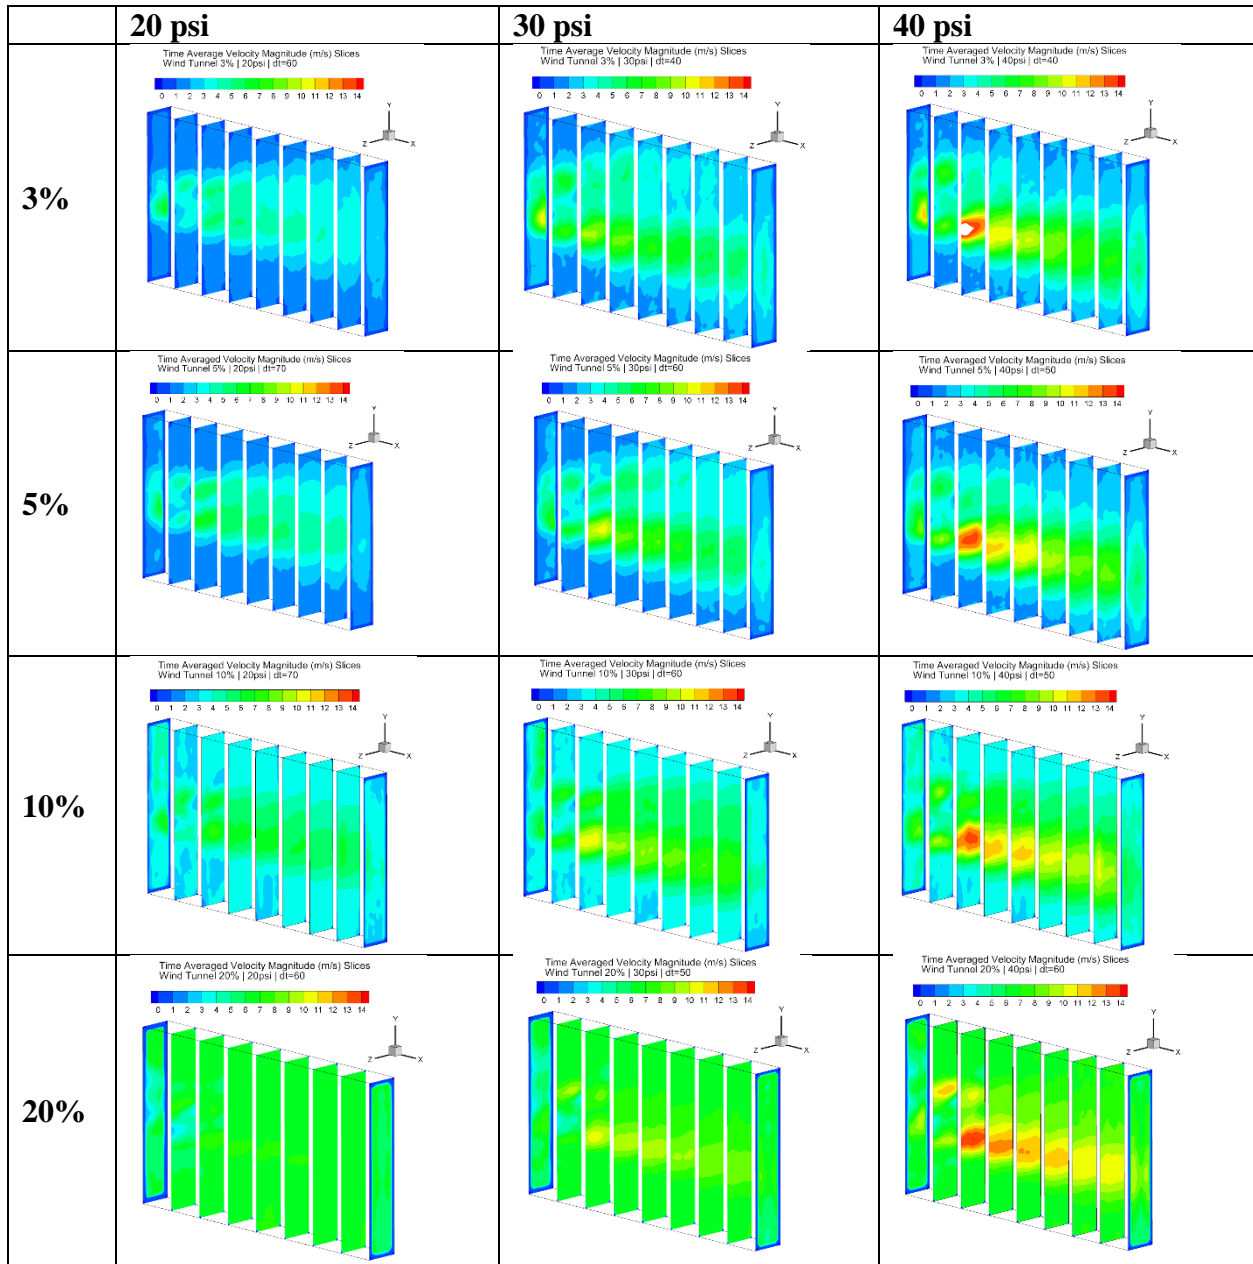 20 psi
30 psi
40 psi
3%
Time Average Velocity Magnitude (m/s) Slices
Wind Tunnel 3% | 20psi | dt=60
0 1 2 3 4 5 6 7 8 9 10 11 12 13 14
Y
Z X
Time Average Velocity Magnitude (m/s) Slices
Wind Tunnel 3% | 30psi | dt=40
0 1 2 3 4 5 6 7 8 9 10 11 12 13 14
Y
Z X
Time Average Velocity Magnitude (m/s) Slices
Wind Tunnel 3% | 40psi | dt=40
0 1 2 3 4 5 6 7 8 9 10 11 12 13 14
Y
Z X
5%
Time Averaged Velocity Magnitude (m/s) Slices
Wind Tunnel 5% | 20psi | dt=70
0 1 2 3 4 5 6 7 8 9 10 11 12 13 14
Y
Z X
Time Averaged Velocity Magnitude (m/s) Slices
Wind Tunnel 5% | 30psi | dt=60
0 1 2 3 4 5 6 7 8 9 10 11 12 13 14
Y
Z X
Time Averaged Velocity Magnitude (m/s) Slices
Wind Tunnel 5% | 40psi | dt=50
0 1 2 3 4 5 6 7 8 9 10 11 12 13 14
Y
Z X
10%
Time Averaged Velocity Magnitude (m/s) Slices
Wind Tunnel 10% | 20psi | dt=70
0 1 2 3 4 5 6 7 8 9 10 11 12 13 14
Y
Z X
Time Averaged Velocity Magnitude (m/s) Slices
Wind Tunnel 10% | 30psi | dt=60
0 1 2 3 4 5 6 7 8 9 10 11 12 13 14
Y
Z X
Time Averaged Velocity Magnitude (m/s) Slices
Wind Tunnel 10% | 40psi | dt=50
0 1 2 3 4 5 6 7 8 9 10 11 12 13 14
Y
Z X
20%
Time Averaged Velocity Magnitude (m/s) Slices
Wind Tunnel 20% | 20psi | dt=60
0 1 2 3 4 5 6 7 8 9 10 11 12 13 14
Y
Z X
Time Averaged Velocity Magnitude (m/s) Slices
Wind Tunnel 20% | 30psi | dt=50
0 1 2 3 4 5 6 7 8 9 10 11 12 13 14
Y
Z X
Time Averaged Velocity Magnitude (m/s) Slices
Wind Tunnel 20% | 40psi | dt=60
0 1 2 3 4 5 6 7 8 9 10 11 12 13 14
Y
Z X